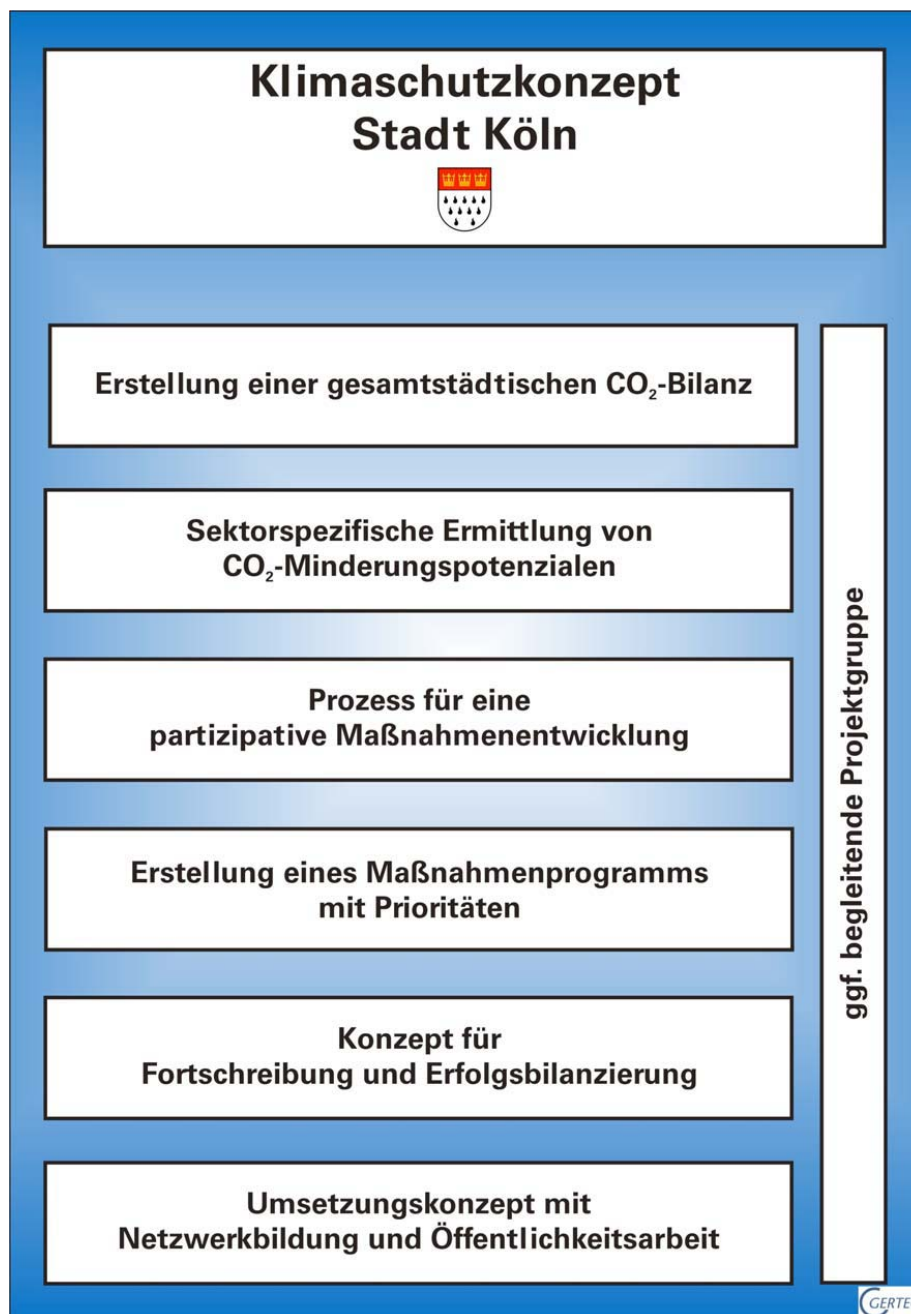 Klimaschutzkonzept
Stadt Köln
Erstellung einer gesamtstädtischen CO₂-Bilanz
Sektorspezifische Ermittlung von
CO₂-Minderungspotenzialen
Prozess für eine
partizipative Maßnahmenentwicklung
Erstellung eines Maßnahmenprogramms
mit Prioritäten
Konzept für
Fortschreibung und Erfolgsbilanzierung
Umsetzungskonzept mit
Netzwerkbildung und Öffentlichkeitsarbeit
ggf. begleitende Projektgruppe
GERTE